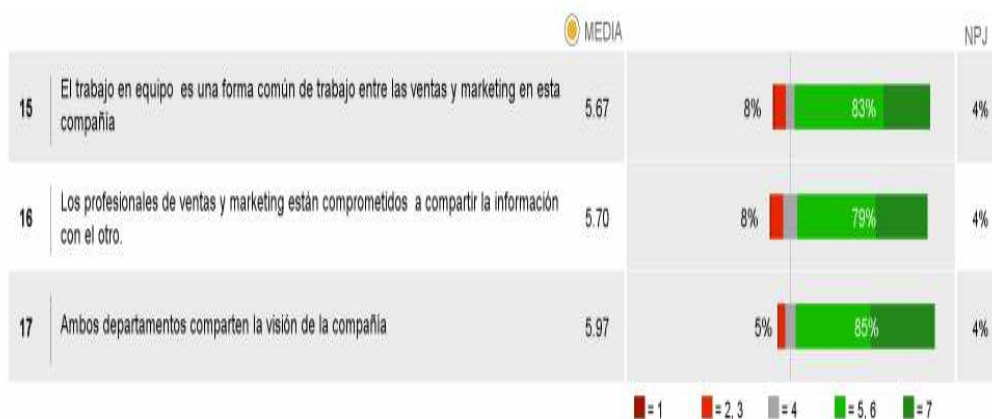 MEDIA
NPJ
15
El trabajo en equipo es una forma común de trabajo entre las ventas y marketing en esta
compañía
5.67
8%
83%
4%
16
Los profesionales de ventas y marketing están comprometidos a compartir la información
con el otro.
5.70
8%
79%
4%
17
Ambos departamentos comparten la visión de la compañía
5.97
5%
85%
4%
= 1
= 2, 3
= 4
= 5, 6
= 7